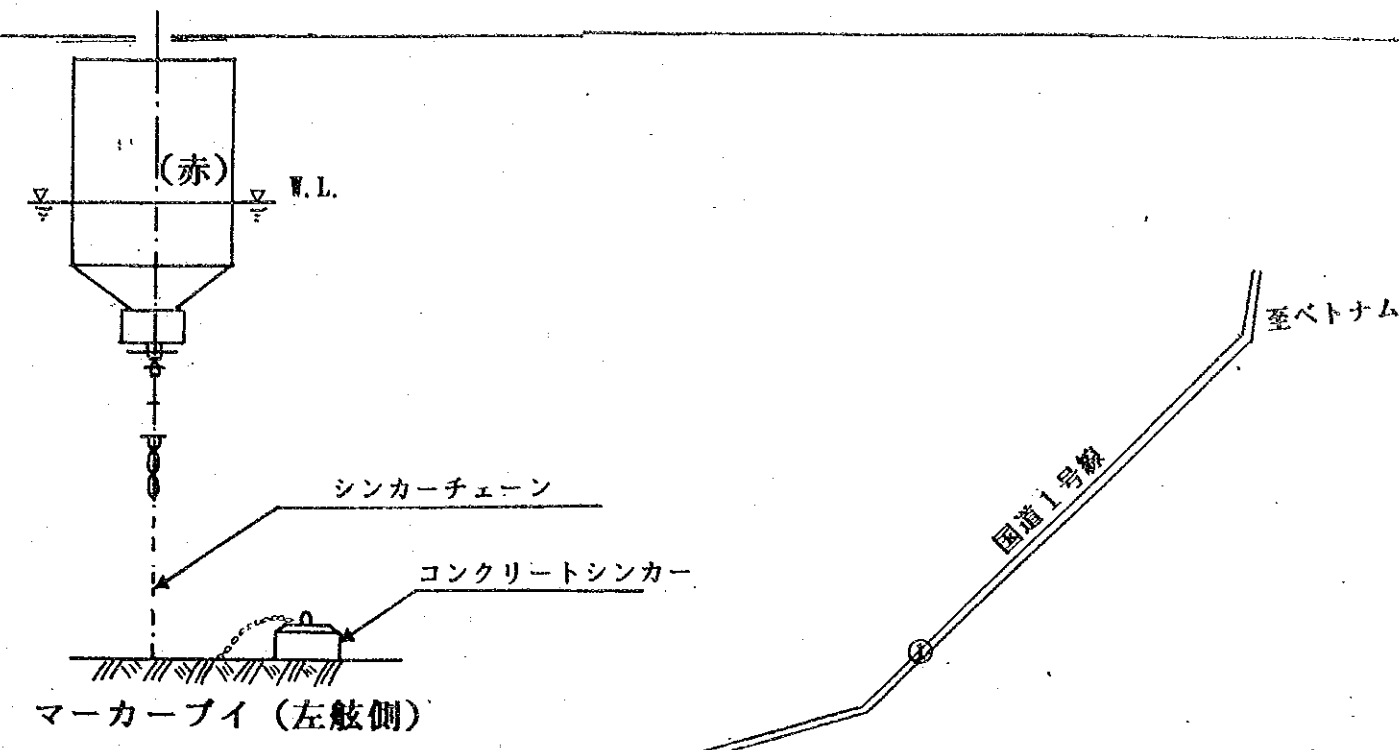 (赤)
W.L.
シンカーチェーン
コンクリートシンカー
マーカーブイ (左舷側)
至ベトナム
国道1号線